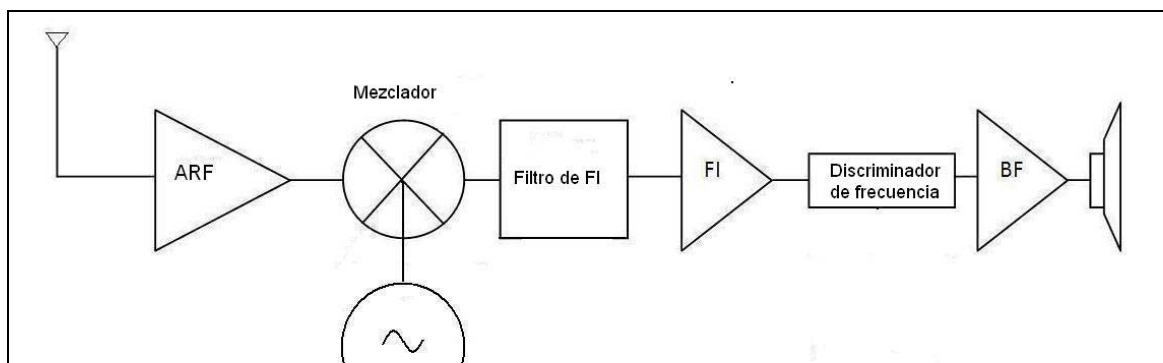 Mezclador
ARF
Filtro de FI
FI
Discriminador
de frecuencia
BF